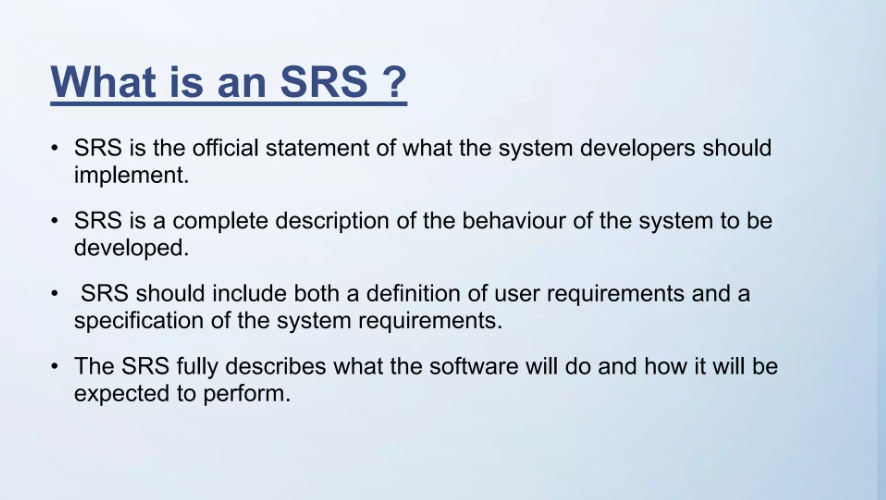 What is an SRS ?
• SRS is the official statement of what the system developers should
implement.
• SRS is a complete description of the behaviour of the system to be
developed.
• SRS should include both a definition of user requirements and a
specification of the system requirements.
• The SRS fully describes what the software will do and how it will be
expected to perform.